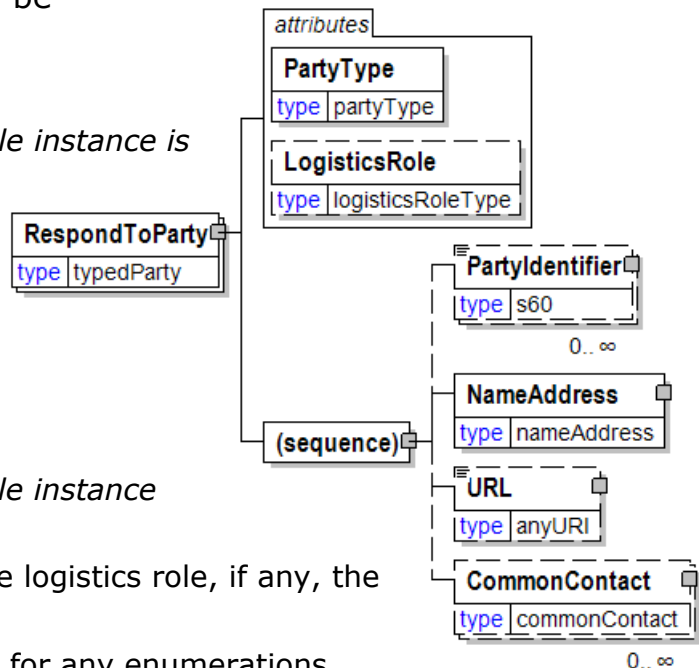 be
attributes
PartyType
type partyType
le instance is
LogisticsRole
type logisticsRoleType
RespondToParty
type typedParty
PartyIdentifier
type s60
0.. ∞
NameAddress
type nameAddress
(sequence)
URL
type anyURI
le instance
e logistics role, if any, the
CommonContact
type commonContact
for any enumerations
0.. ∞